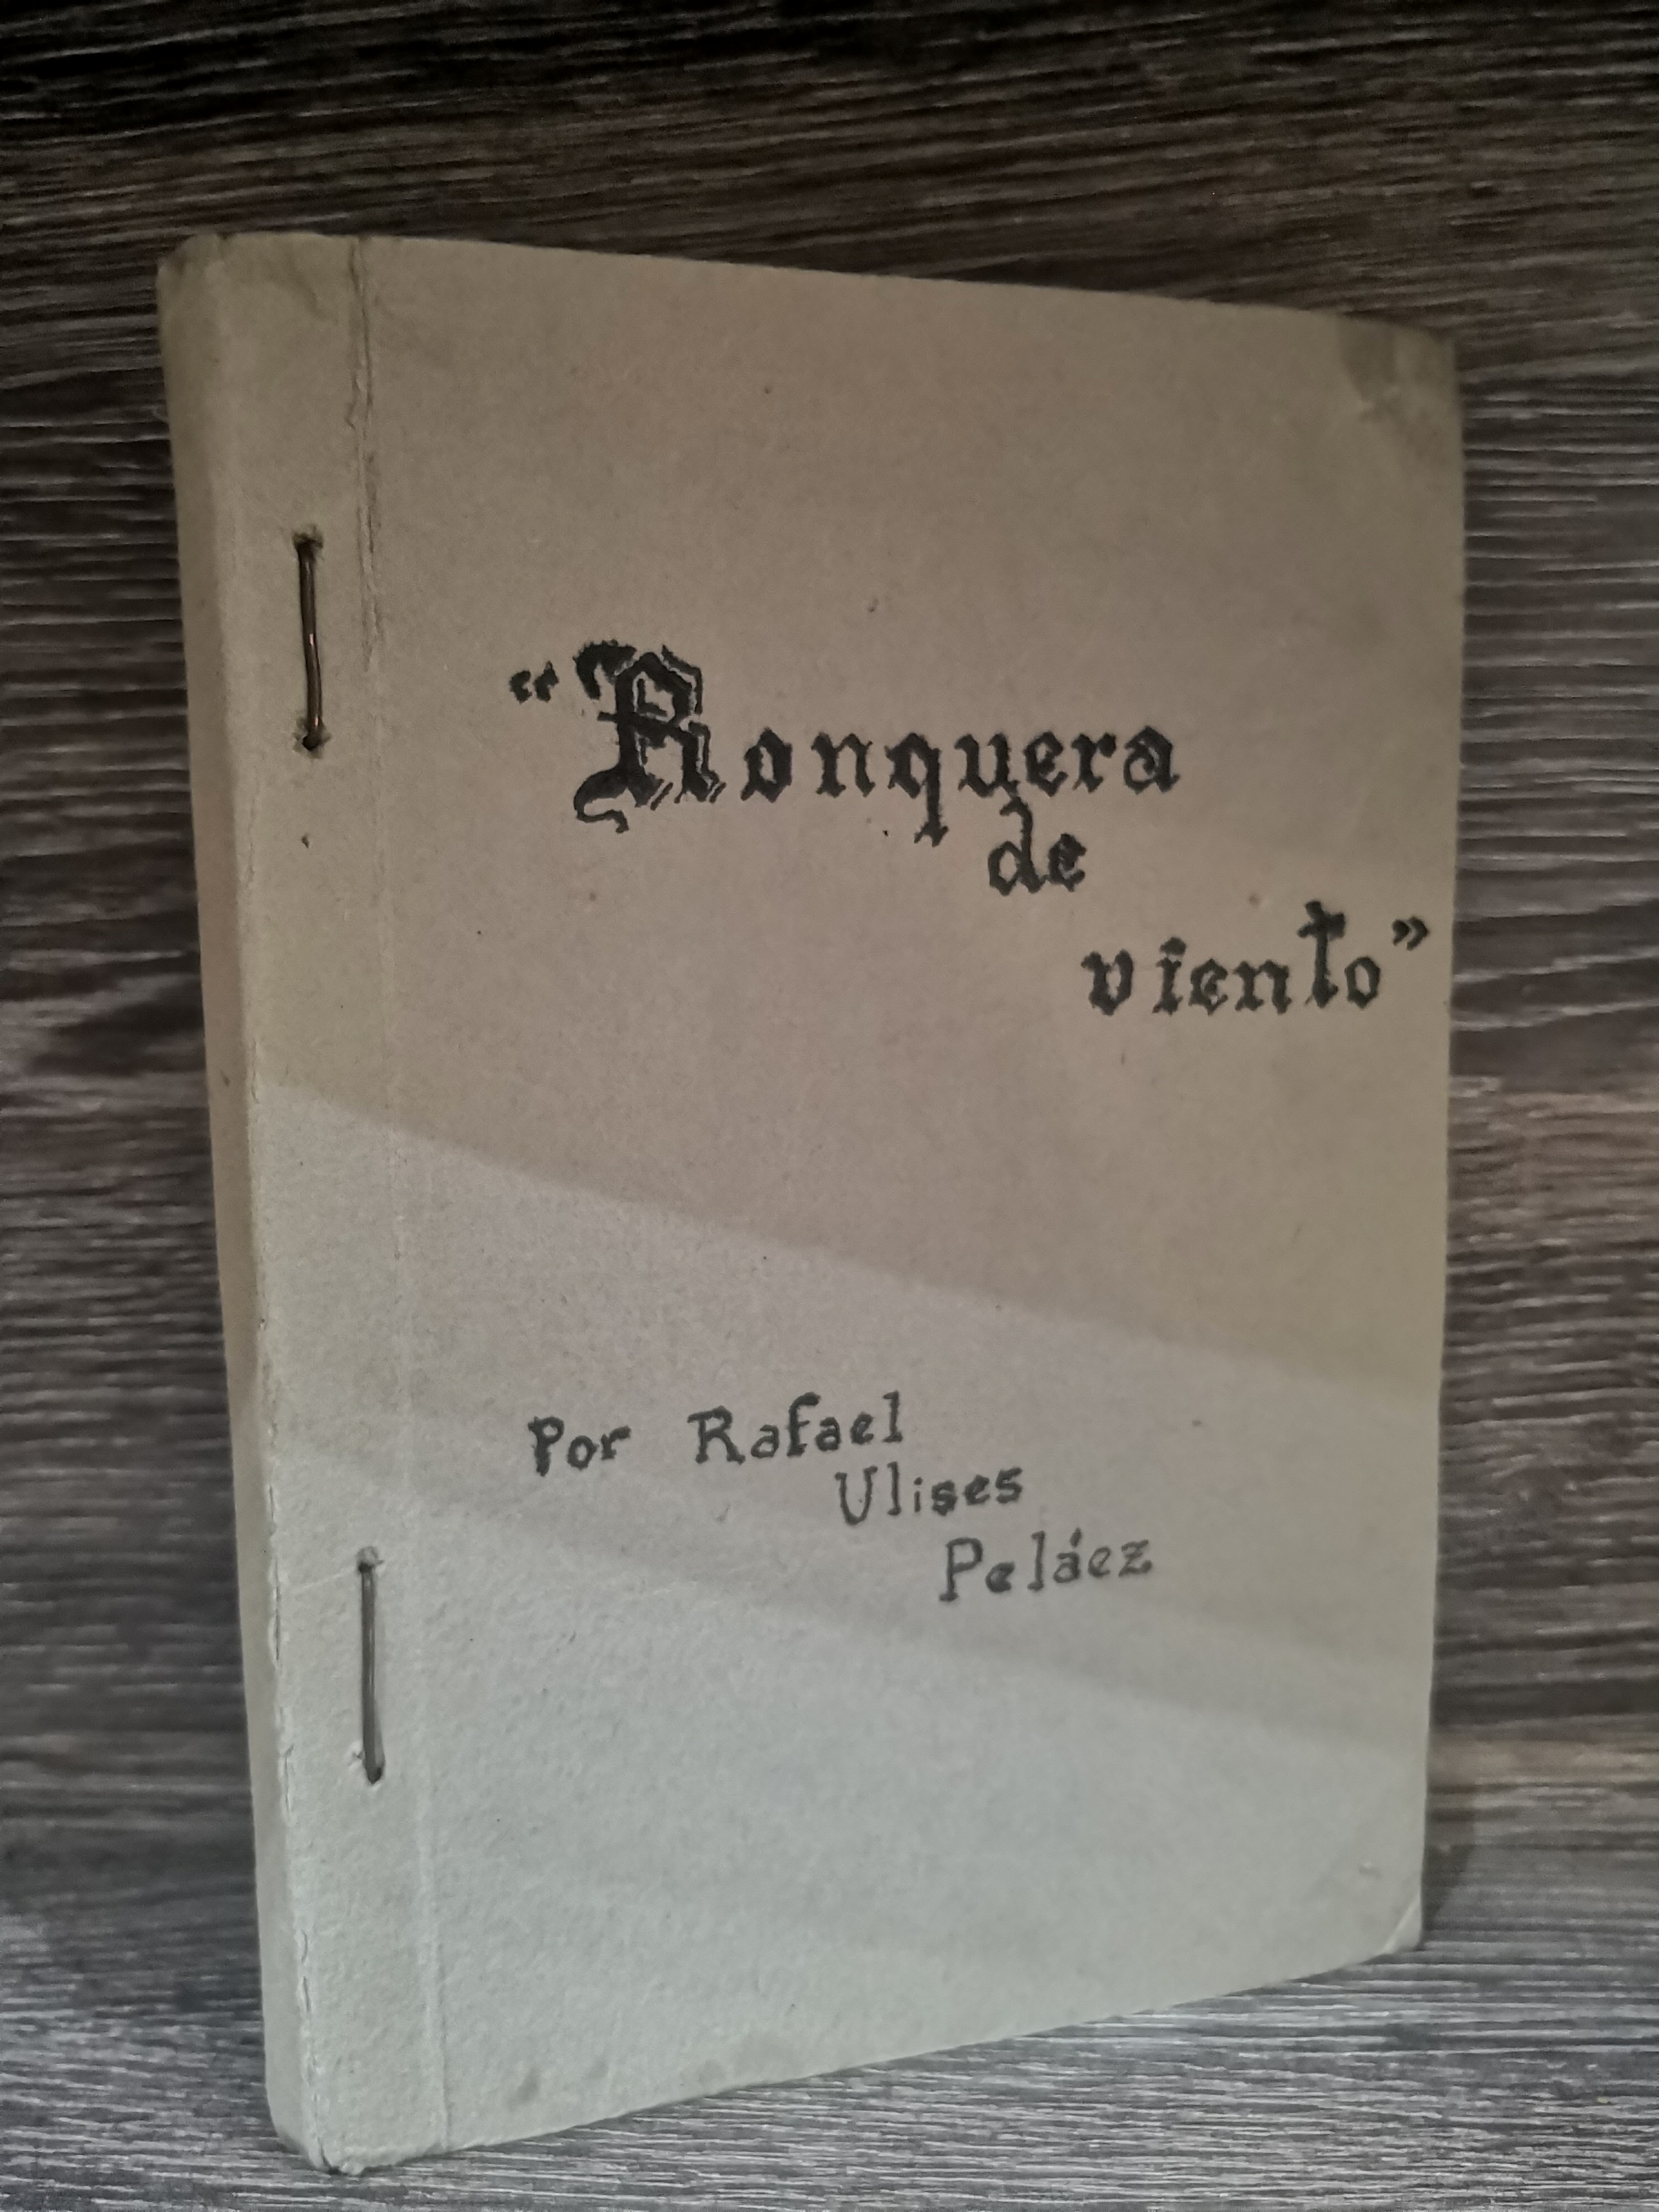 “Ronquera
de
viento”
Por Rafael
Ulises
Peláez